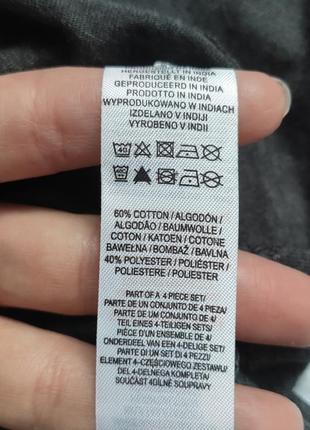 HERGESTELLT IN INDIA
FABRIQUÉ EN INDE
GEPRODUCEERD IN INDIA
PRODOTTO IN INDIA
WYPRODUKOWANO W INDIACH
IZDELANO V INDIJI
VYROBENO V INDII
60% COTTON / ALGODÓN /
ALGODÃO / BAUMWOLLE /
COTON / KATOEN / COTONE
BAWEŁNA / BOMBAŽ / BAVLNA
40% POLYESTER / POLIÉSTER /
POLIESTERE / POLIESTER
PART OF A 4 PIECE SET/
PARTE DE UN CONJUNTO DE 4 PIEZA/
PARTE DE UM CONJUNTO DE 4/
TEIL EINES 4-TEILIGEN SETS/
PIÈCE D'UN ENSEMBLE DE 4/
ONDERDEEL VAN EEN 4-DELIGE SET/
PARTE DI UN SET DI 4 PEZZI/
ELEMENT 4-CZĘŚCIOWEGO ZESTAWU/
DEL 4-DELNEGA KOMPLETA/
SOUČÁST 4DÍLNÉ SOUPRAVY